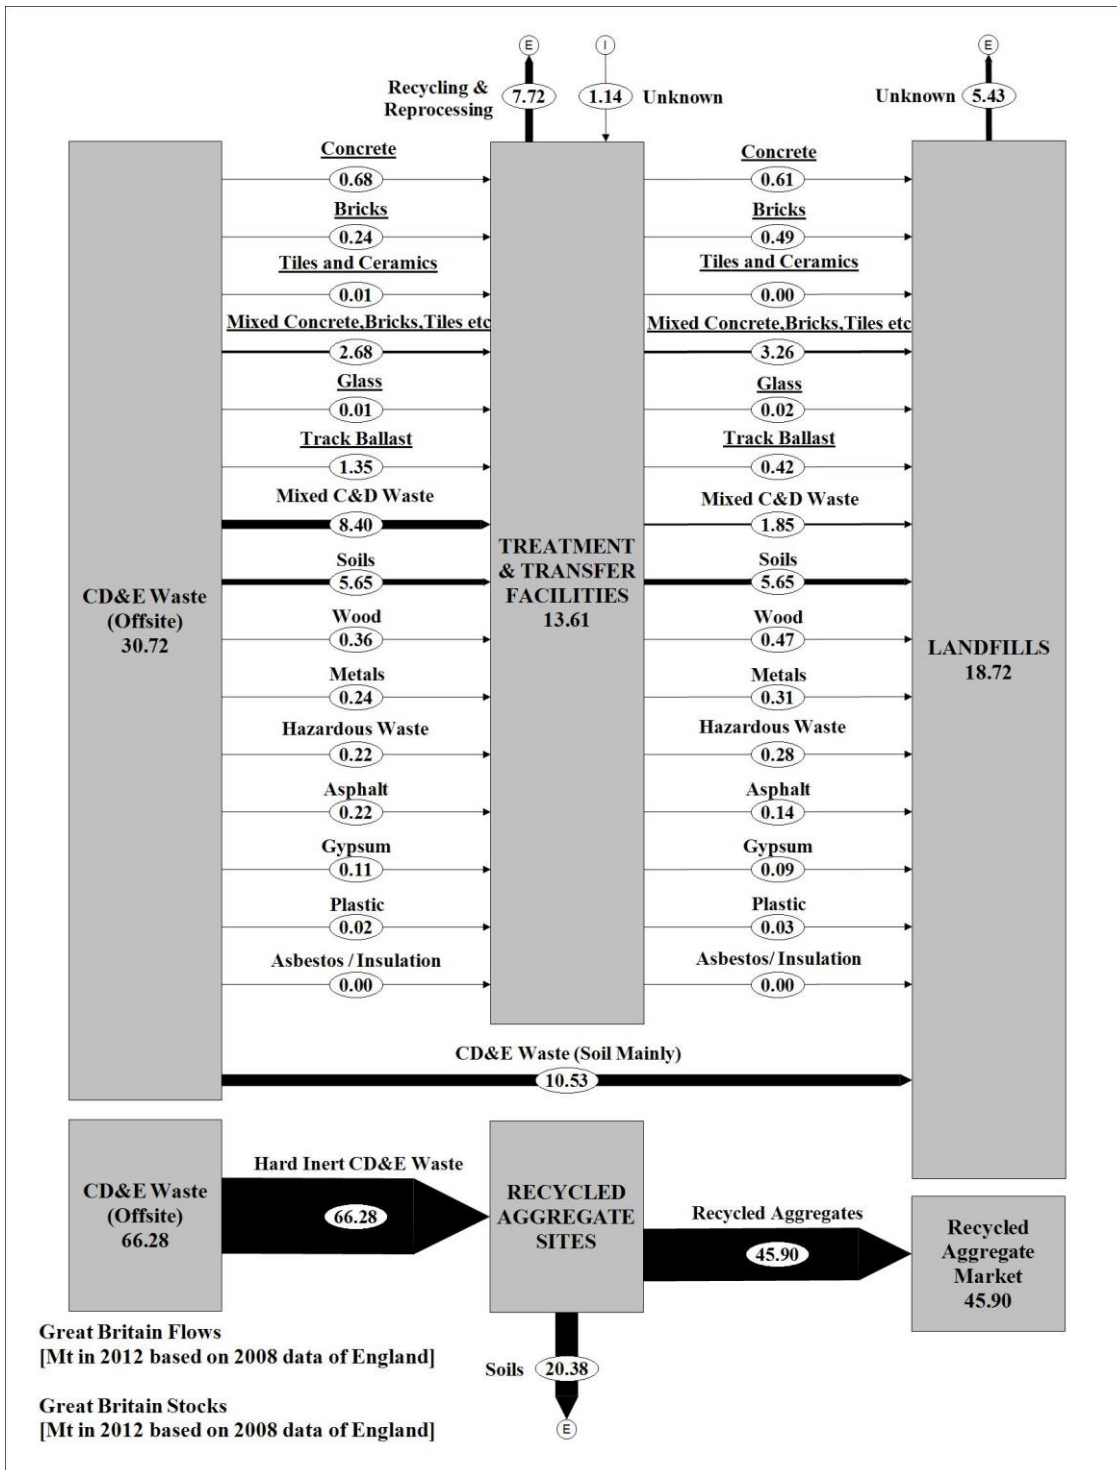 E
I
E
Recycling &
Reprocessing
7.72
1.14
Unknown
Unknown
5.43
Concrete
0.68
Concrete
0.61
Bricks
0.24
Bricks
0.49
Tiles and Ceramics
0.01
Tiles and Ceramics
0.00
Mixed Concrete,Bricks,Tiles etc
2.68
Mixed Concrete,Bricks,Tiles etc
3.26
Glass
0.01
Glass
0.02
Track Ballast
1.35
Track Ballast
0.42
Mixed C&D Waste
8.40
Mixed C&D Waste
1.85
Soils
5.65
Soils
5.65
Wood
0.36
Wood
0.47
Metals
0.24
Metals
0.31
Hazardous Waste
0.22
Hazardous Waste
0.28
Asphalt
0.22
Asphalt
0.14
Gypsum
0.11
Gypsum
0.09
Plastic
0.02
Plastic
0.03
Asbestos / Insulation
0.00
Asbestos/ Insulation
0.00
CD&E Waste
(Offsite)
30.72
TREATMENT
& TRANSFER
FACILITIES
13.61
LANDFILLS
18.72
CD&E Waste (Soil Mainly)
10.53
CD&E Waste
(Offsite)
66.28
Hard Inert CD&E Waste
66.28
RECYCLED
AGGREGATE
SITES
Recycled Aggregates
45.90
Recycled
Aggregate
Market
45.90
Soils
20.38
E
Great Britain Flows
[Mt in 2012 based on 2008 data of England]
Great Britain Stocks
[Mt in 2012 based on 2008 data of England]